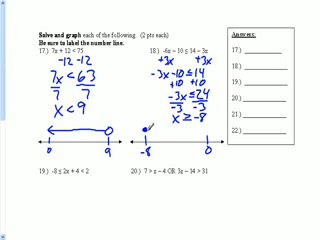 Solve and graph each of the following. (2 pts each)
Be sure to label the number line.
17.) 7x + 12 < 75
-12 -12
7x < 63
7 7
x < 9
0 9
18.) -6x – 10 ≤ 14 – 3x
+3x +3x
-3x -10 ≤ 14
+10 +10
-3x ≤ 24
-3 -3
x ≥ -8
-8 0
19.) -8 ≤ 2x + 4 < 2
20.) 7 > x – 4 OR 3x – 14 > 31
Answers:
17.)
18.)
19.)
20.)
21.)
22.)